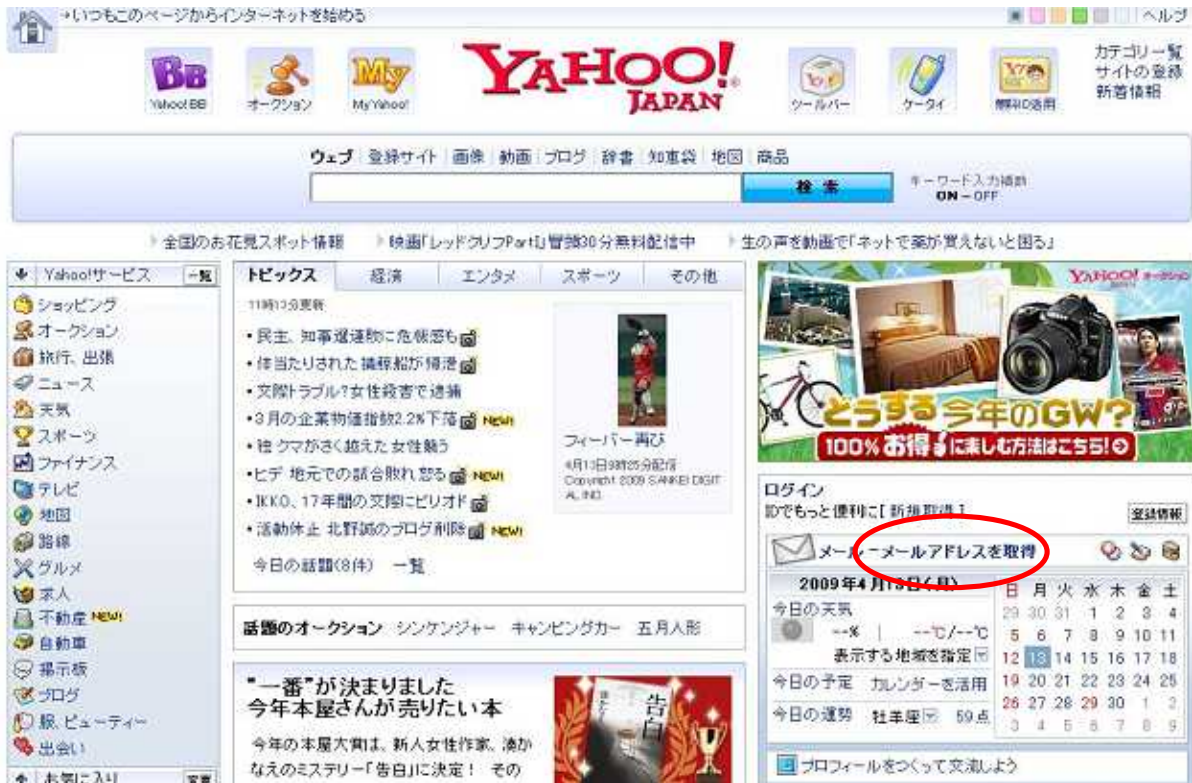 →いつもこのページからインターネットを始める
ヘルプ
Yahoo! BB
オークション
My Yahoo!
YAHOO! JAPAN
ツールバー
ケータイ
カテゴリ一覧
サイトの登録
新着情報
ウェブ 登録サイト 画像 動画 ブログ 辞書 知恵袋 地図 商品
検 索
キーワード入力補助
ON - OFF
全国のお花見スポット情報
映画「レッドクリフPartI」冒頭30分無料配信中
生の声を動画で「ネットで薬が買えないと困る」
Yahoo!サービス 一覧
ショッピング
オークション
旅行、出張
ニュース
天気
スポーツ
ファイナンス
テレビ
地図
路線
グルメ
求人
不動産 NEW!
自動車
掲示板
ブログ
服、ビューティー
出会い
お気に入り 変更
トピックス 経済 エンタメ スポーツ その他
11時13分更新
・民主、知事選連敗に危機感も
・体当たりされた 捕鯨船が帰港
・交際トラブル?女性殺害で逮捕
・3月の企業物価指数2.2%下落 NEW!
・独 クマがさく越えた女性襲う
・ヒデ 地元での試合敗れ怒る NEW!
・IKKO、17年間の交際にピリオド
・活動休止 北野誠のブログ削除 NEW!
今日の話題(8件) 一覧
フィーバー再び
4月13日9時25分配信
Copyright 2009 SANKEI DIGITAL INC.
話題のオークション シンケンジャー キャンピングカー 五月人形
"一番"が決まりました
今年本屋さんが売りたい本
今年の本屋大賞は、新人女性作家、湊か
なえのミステリー「告白」に決定! その
告白
YAHOO! オークション
どうする今年のGW?
100%お得に楽しむ方法はこちら!
ログイン
IDでもっと便利に[ 新規取得 ]
登録情報
メール - メールアドレスを取得
2009年4月13日(月)
今日の天気
--% | --℃/--℃
表示する地域を指定
今日の予定 カレンダーを活用
今日の運勢 牡羊座 59点
日 月 火 水 木 金 土
29 30 31 1 2 3 4
5 6 7 8 9 10 11
12 13 14 15 16 17 18
19 20 21 22 23 24 25
26 27 28 29 30 1 2
3 4 5 6 7 8 9
プロフィールをつくって交流しよう